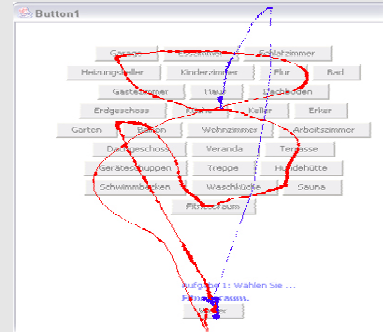 Button1
Garage Esszimmer Schlafzimmer
Heizungskeller Kinderzimmer Flur Bad
Gästezimmer Haus Dachboden
Erdgeschoss Küche Keller Erker
Garten Balkon Wohnzimmer Arbeitszimmer
Dachgeschoss Veranda Terrasse
Geräteschuppen Treppe Hundehütte
Schwimmbecken Waschküche Sauna
Fitnessraum
Aufgabe 1: Wählen Sie ...
Fitnessraum.